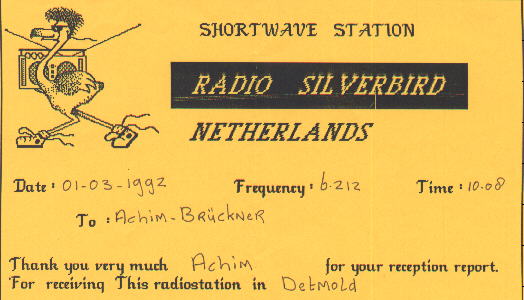 SHORTWAVE STATION
RADIO SILVERBIRD
NETHERLANDS
Date: 01-03-1992 Frequency: 6.212 Time: 10.08
To: Achim-Brückner
Thank you very much Achim for your reception report.
For receiving This radiostation in Detmold